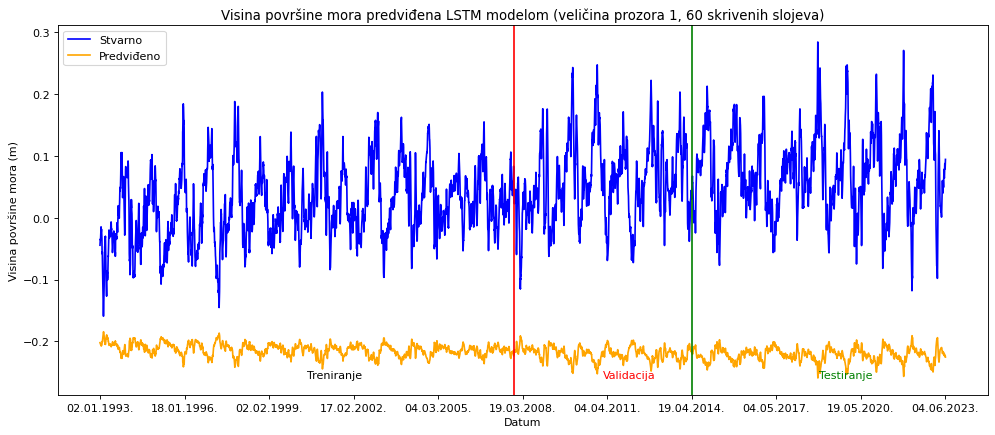 Visina površine mora predviđena LSTM modelom (veličina prozora 1, 60 skrivenih slojeva)
Stvarno
Predviđeno
Visina površine mora (m)
0.3
0.2
0.1
0.0
−0.1
−0.2
Treniranje Validacija Testiranje
02.01.1993. 18.01.1996. 02.02.1999. 17.02.2002. 04.03.2005. 19.03.2008. 04.04.2011. 19.04.2014. 04.05.2017. 19.05.2020. 04.06.2023.
Datum